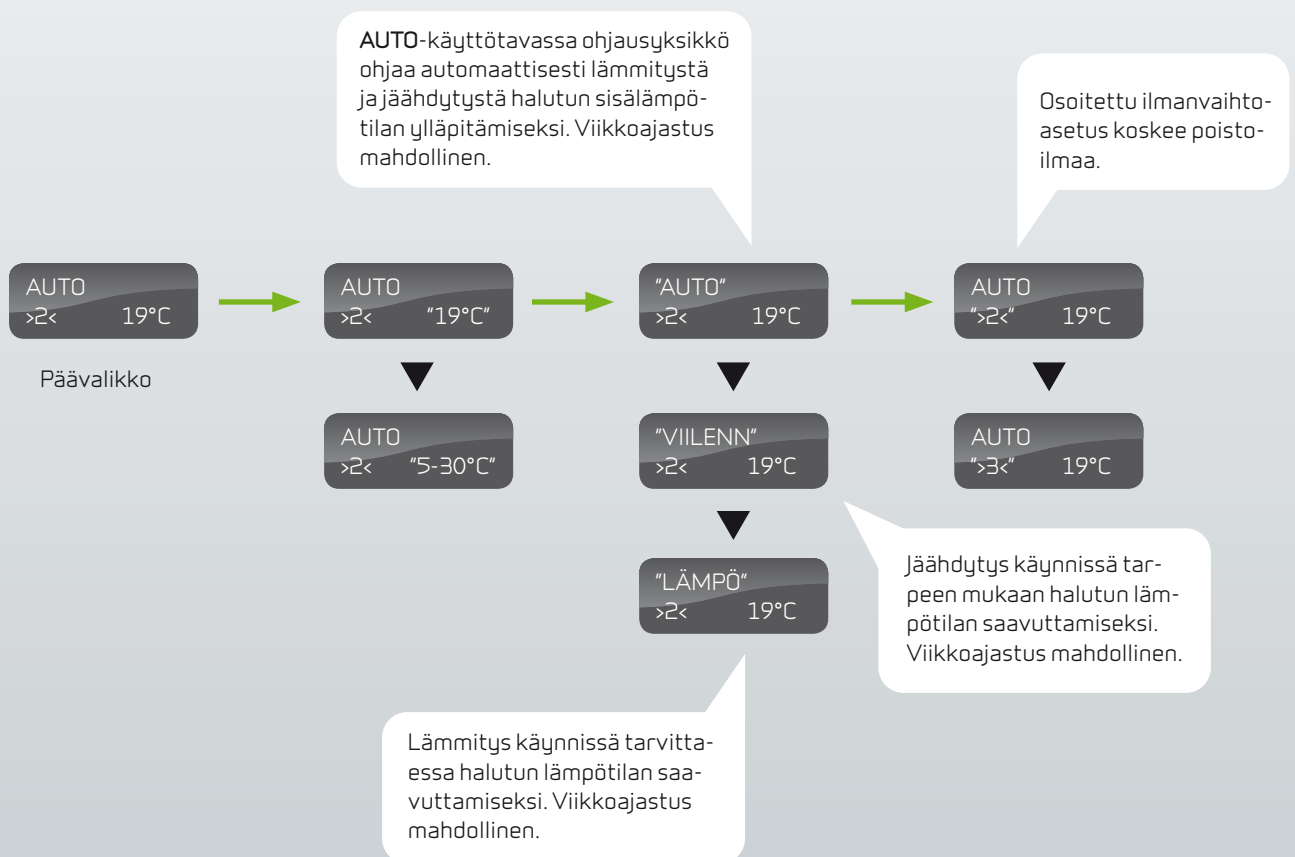 AUTO-käyttötavassa ohjausyksikkö
ohjaa automaattisesti lämmitystä
ja jäähdytystä halutun sisälämpö-
tilan ylläpitämiseksi. Viikkoajastus
mahdollinen.
Osoitettu ilmanvaihto-
asetus koskee poisto-
ilmaa.
AUTO
>2< 19°C
Päävalikko
AUTO
>2< "19°C"
"AUTO"
>2< 19°C
AUTO
">2<" 19°C
AUTO
>2< "5-30°C"
"VIILENN"
>2< 19°C
AUTO
">3<" 19°C
"LÄMPÖ"
>2< 19°C
Jäähdytys käynnissä tar-
peen mukaan halutun läm-
pötilan saavuttamiseksi.
Viikkoajastus mahdollinen.
Lämmitys käynnissä tarvitta-
essa halutun lämpötilan saa-
vuttamiseksi. Viikkoajastus
mahdollinen.